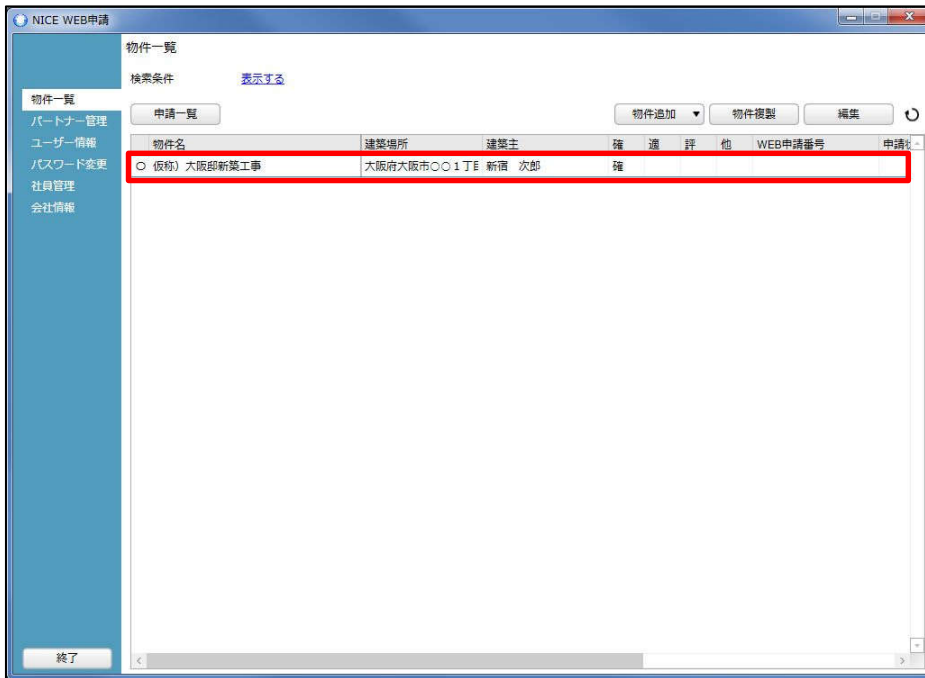 NICE WEB申請
物件一覧
検索条件 表示する
物件一覧
パートナー管理
ユーザー情報
パスワード変更
社員管理
会社情報
申請一覧 物件追加 ▼ 物件複製 編集
物件名 建築場所 建築主 確 適 評 他 WEB申請番号
○ 仮称）大阪邸新築工事 大阪府大阪市○○1丁目 新宿 次郎 確
終了